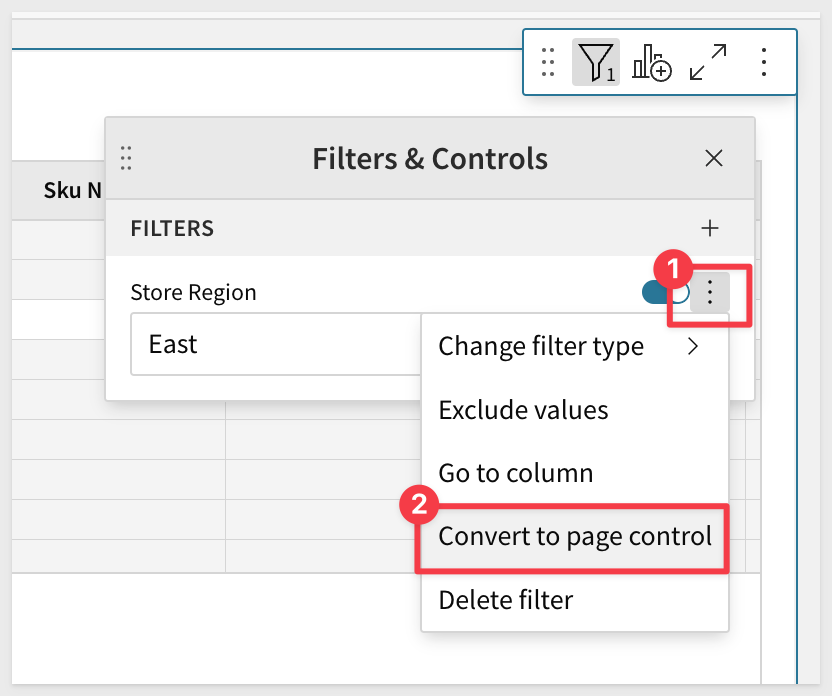 1
Filters & Controls
Sku N
FILTERS
1
Store Region
East
Change filter type
Exclude values
Go to column
2
Convert to page control
Delete filter